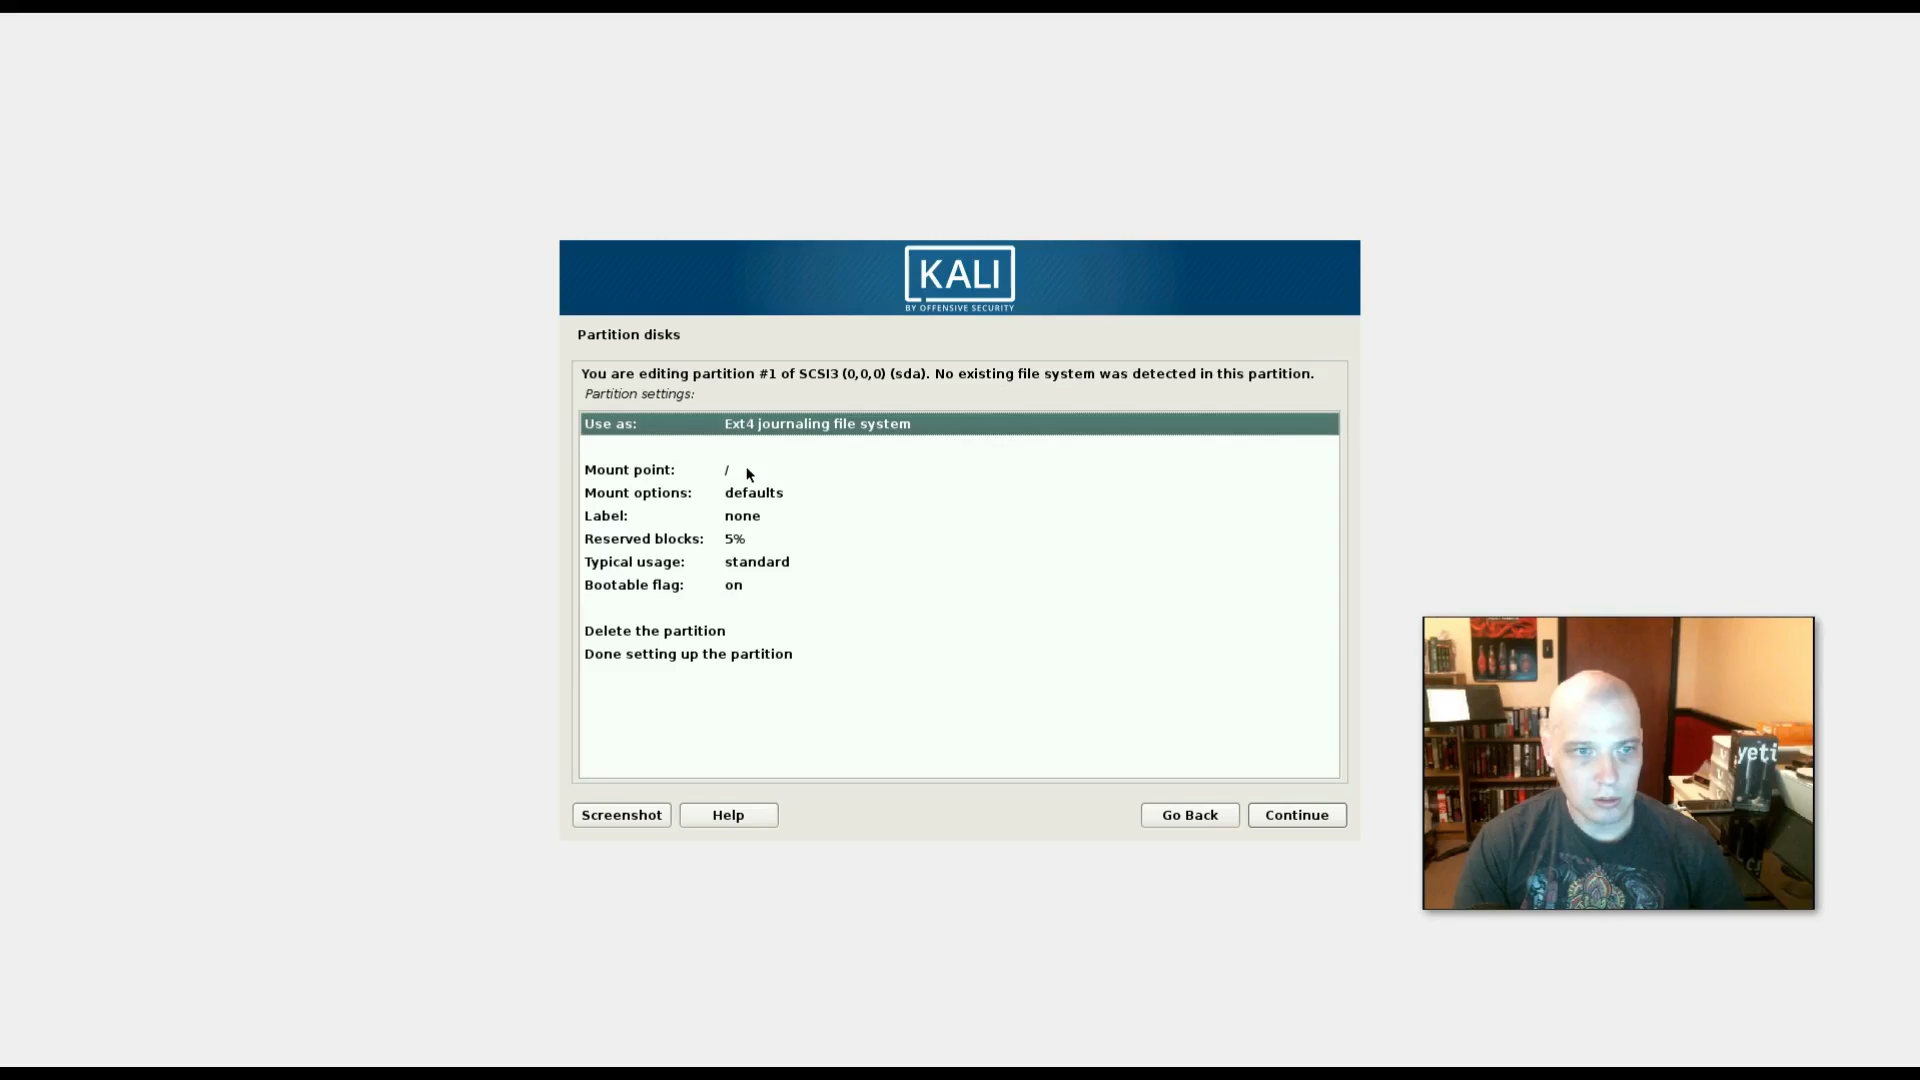 KALI
BY OFFENSIVE SECURITY
Partition disks
You are editing partition #1 of SCSI3 (0,0,0) (sda). No existing file system was detected in this partition.
Partition settings:
Use as: Ext4 journaling file system
Mount point: /
Mount options: defaults
Label: none
Reserved blocks: 5%
Typical usage: standard
Bootable flag: on
Delete the partition
Done setting up the partition
Screenshot Help Go Back Continue
yeti